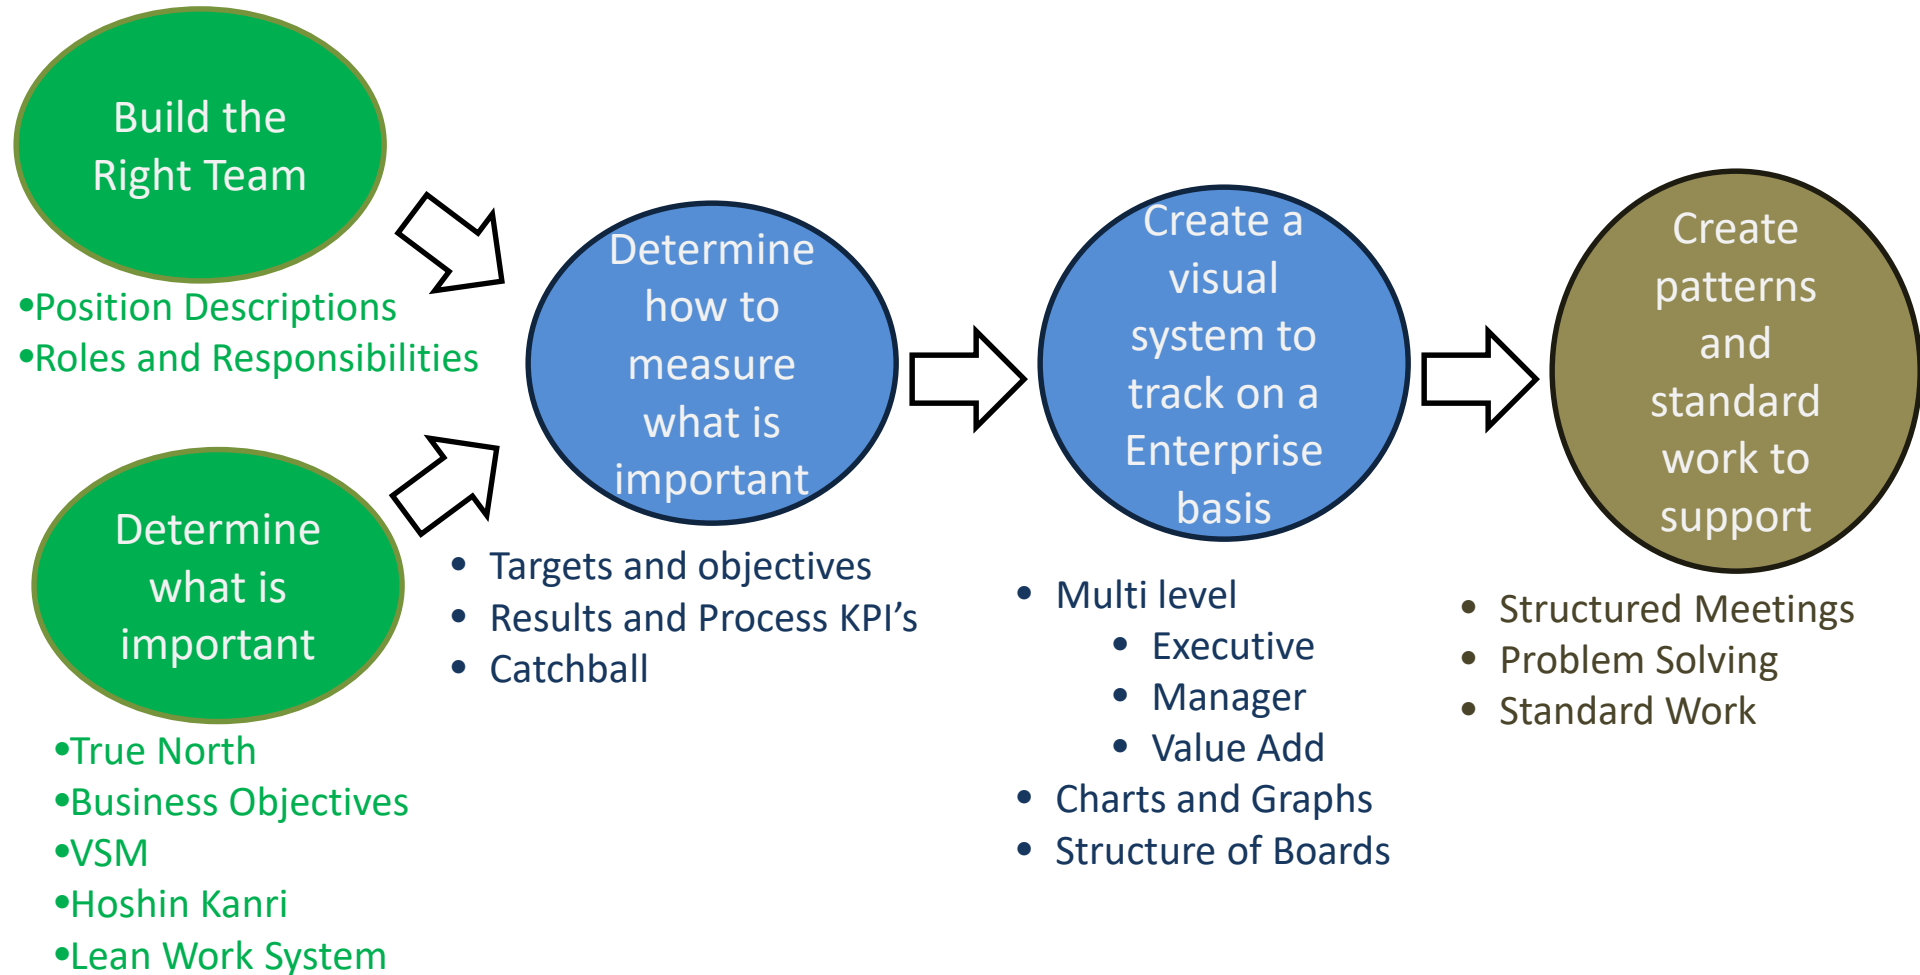 Build the
Right Team
•Position Descriptions
•Roles and Responsibilities
Determine
what is
important
•True North
•Business Objectives
•VSM
•Hoshin Kanri
•Lean Work System
Determine
how to
measure
what is
important
• Targets and objectives
• Results and Process KPI’s
• Catchball
Create a
visual
system to
track on a
Enterprise
basis
• Multi level
• Executive
• Manager
• Value Add
• Charts and Graphs
• Structure of Boards
Create
patterns
and
standard
work to
support
• Structured Meetings
• Problem Solving
• Standard Work